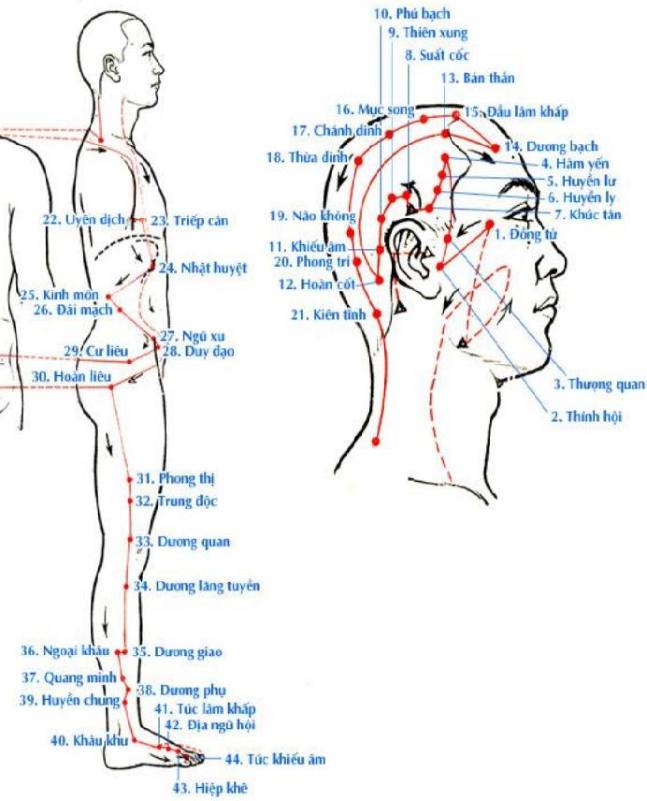 10. Phú bạch
9. Thiên xung
8. Suất cốc
13. Bản thần
16. Mục song
15. Đầu lâm khấp
17. Chánh dinh
14. Dương bạch
18. Thừa dinh
4. Hàm yến
5. Huyền lư
6. Huyền ly
7. Khúc tân
19. Não không
1. Đồng tử
11. Khiếu âm
20. Phong trì
12. Hoàn cốt
21. Kiên tỉnh
3. Thượng quan
2. Thính hội
22. Uyên dịch
23. Triếp cân
24. Nhật huyệt
25. Kinh môn
26. Đái mạch
27. Ngũ xu
28. Duy đạo
29. Cư liêu
30. Hoàn liêu
31. Phong thị
32. Trung độc
33. Dương quan
34. Dương lăng tuyền
36. Ngoại khâu
35. Dương giao
37. Quang minh
38. Dương phụ
39. Huyền chung
41. Túc lâm khấp
42. Địa ngũ hội
40. Khâu khư
44. Túc khiếu âm
43. Hiệp khê